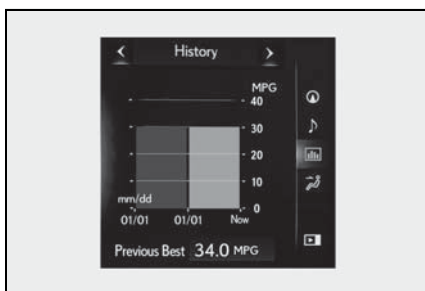 History
MPG
40
30
20
10
0
mm/dd
01/01 01/01 Now
Previous Best 34.0 MPG